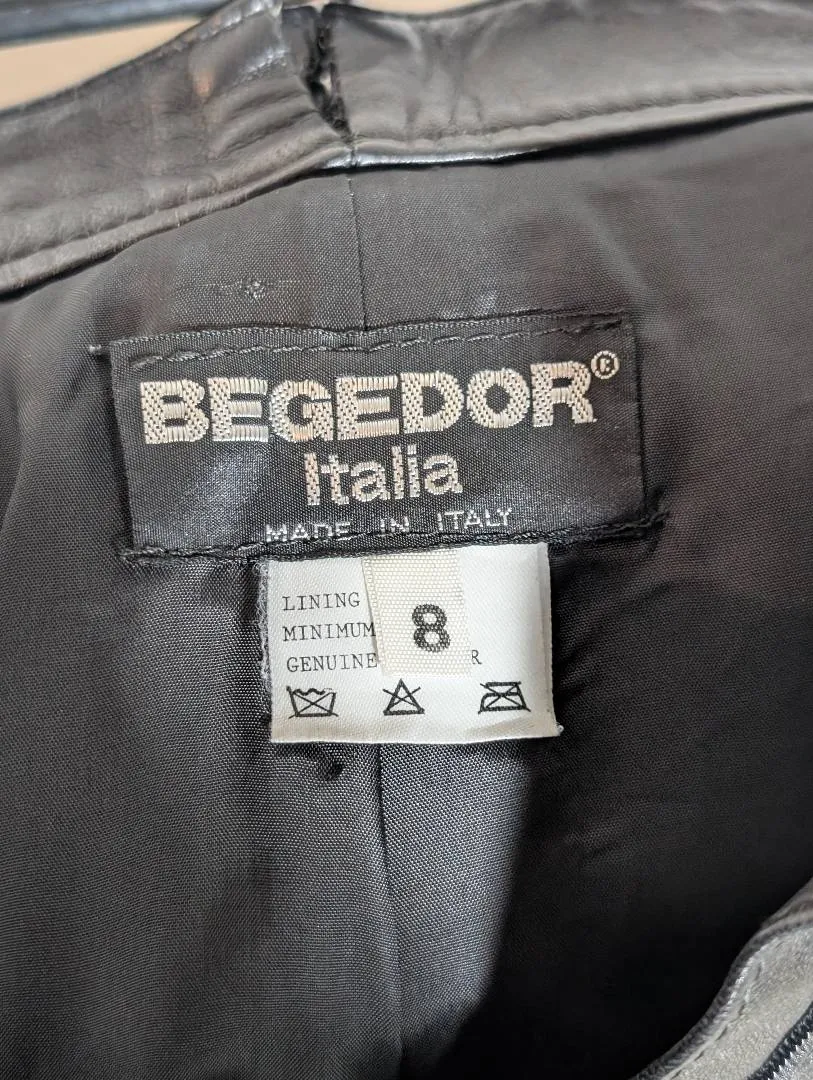 BEGEDOR®
Italia
MADE IN ITALY
LINING
MINIMUM
8
GENUINE R